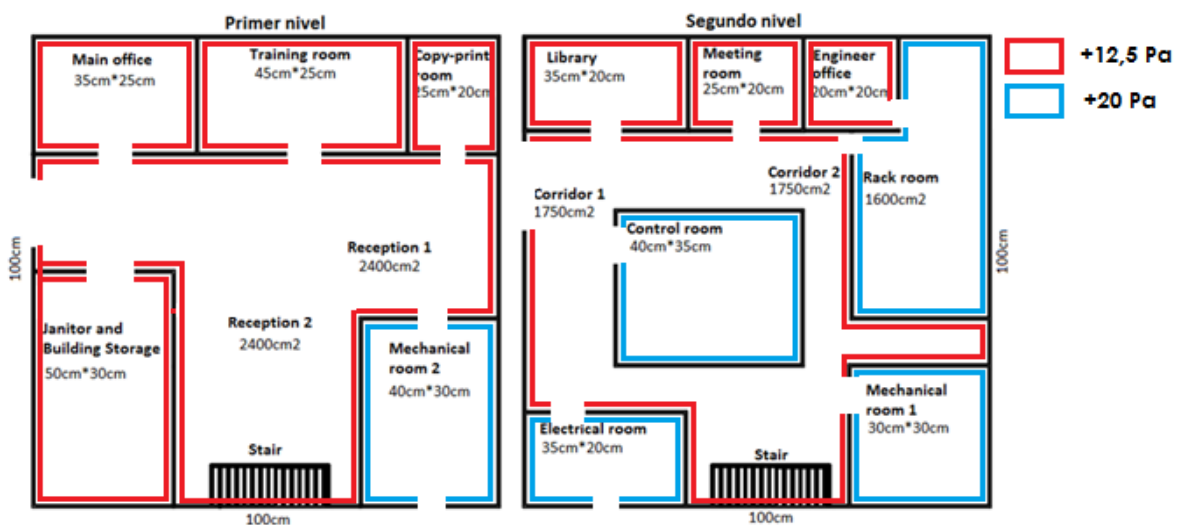 Primer nivel
Main office
35cm*25cm
Training room
45cm*25cm
Copy-print
room
25cm*20cm
Reception 1
2400cm2
100cm
Janitor and
Building Storage
50cm*30cm
Reception 2
2400cm2
Mechanical
room 2
40cm*30cm
Stair
100cm
Segundo nivel
Library
35cm*20cm
Meeting
room
25cm*20cm
Engineer
office
20cm*20cm
Corridor 1
1750cm2
Corridor 2
1750cm2
Rack room
1600cm2
Control room
40cm*35cm
100cm
Electrical room
35cm*20cm
Mechanical
room 1
30cm*30cm
Stair
100cm
+12,5 Pa
+20 Pa